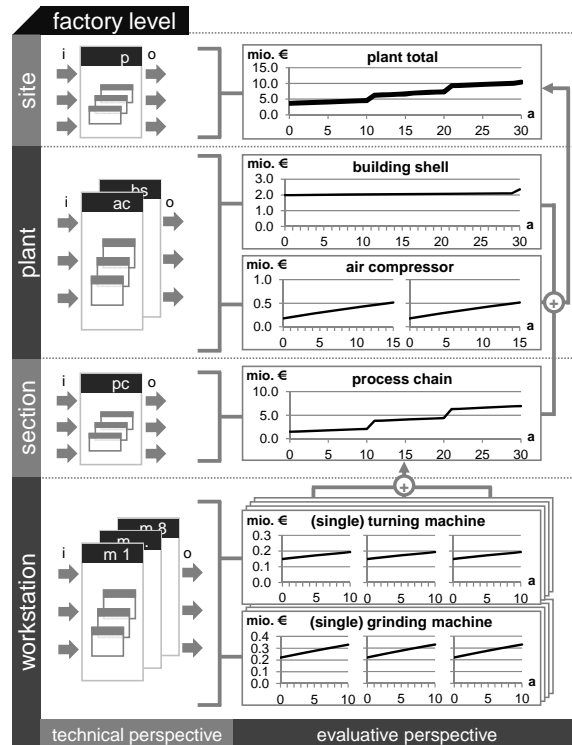 factory level
site
i
p
o
mio. €
plant total
15.0
10.0
5.0
0.0
a
0 5 10 15 20 25 30
plant
i
bs
ac
o
building shell
mio. €
3.0
2.0
1.0
0.0
a
0 5 10 15 20 25 30
mio. €
air compressor
1.0
0.5
0.0
a
0 5 10 15 0 5 10 15
+
section
i
pc
o
mio. €
process chain
10.0
5.0
0.0
a
0 5 10 15 20 25 30
+
workstation
i
m 8
m .
m 1
o
mio. €
(single) turning machine
0.3
0.2
0.1
0.0
a
0 5 10 0 5 10 0 5 10
mio. €
(single) grinding machine
0.4
0.3
0.2
0.1
0.0
a
0 5 10 0 5 10 0 5 10
technical perspective
evaluative perspective